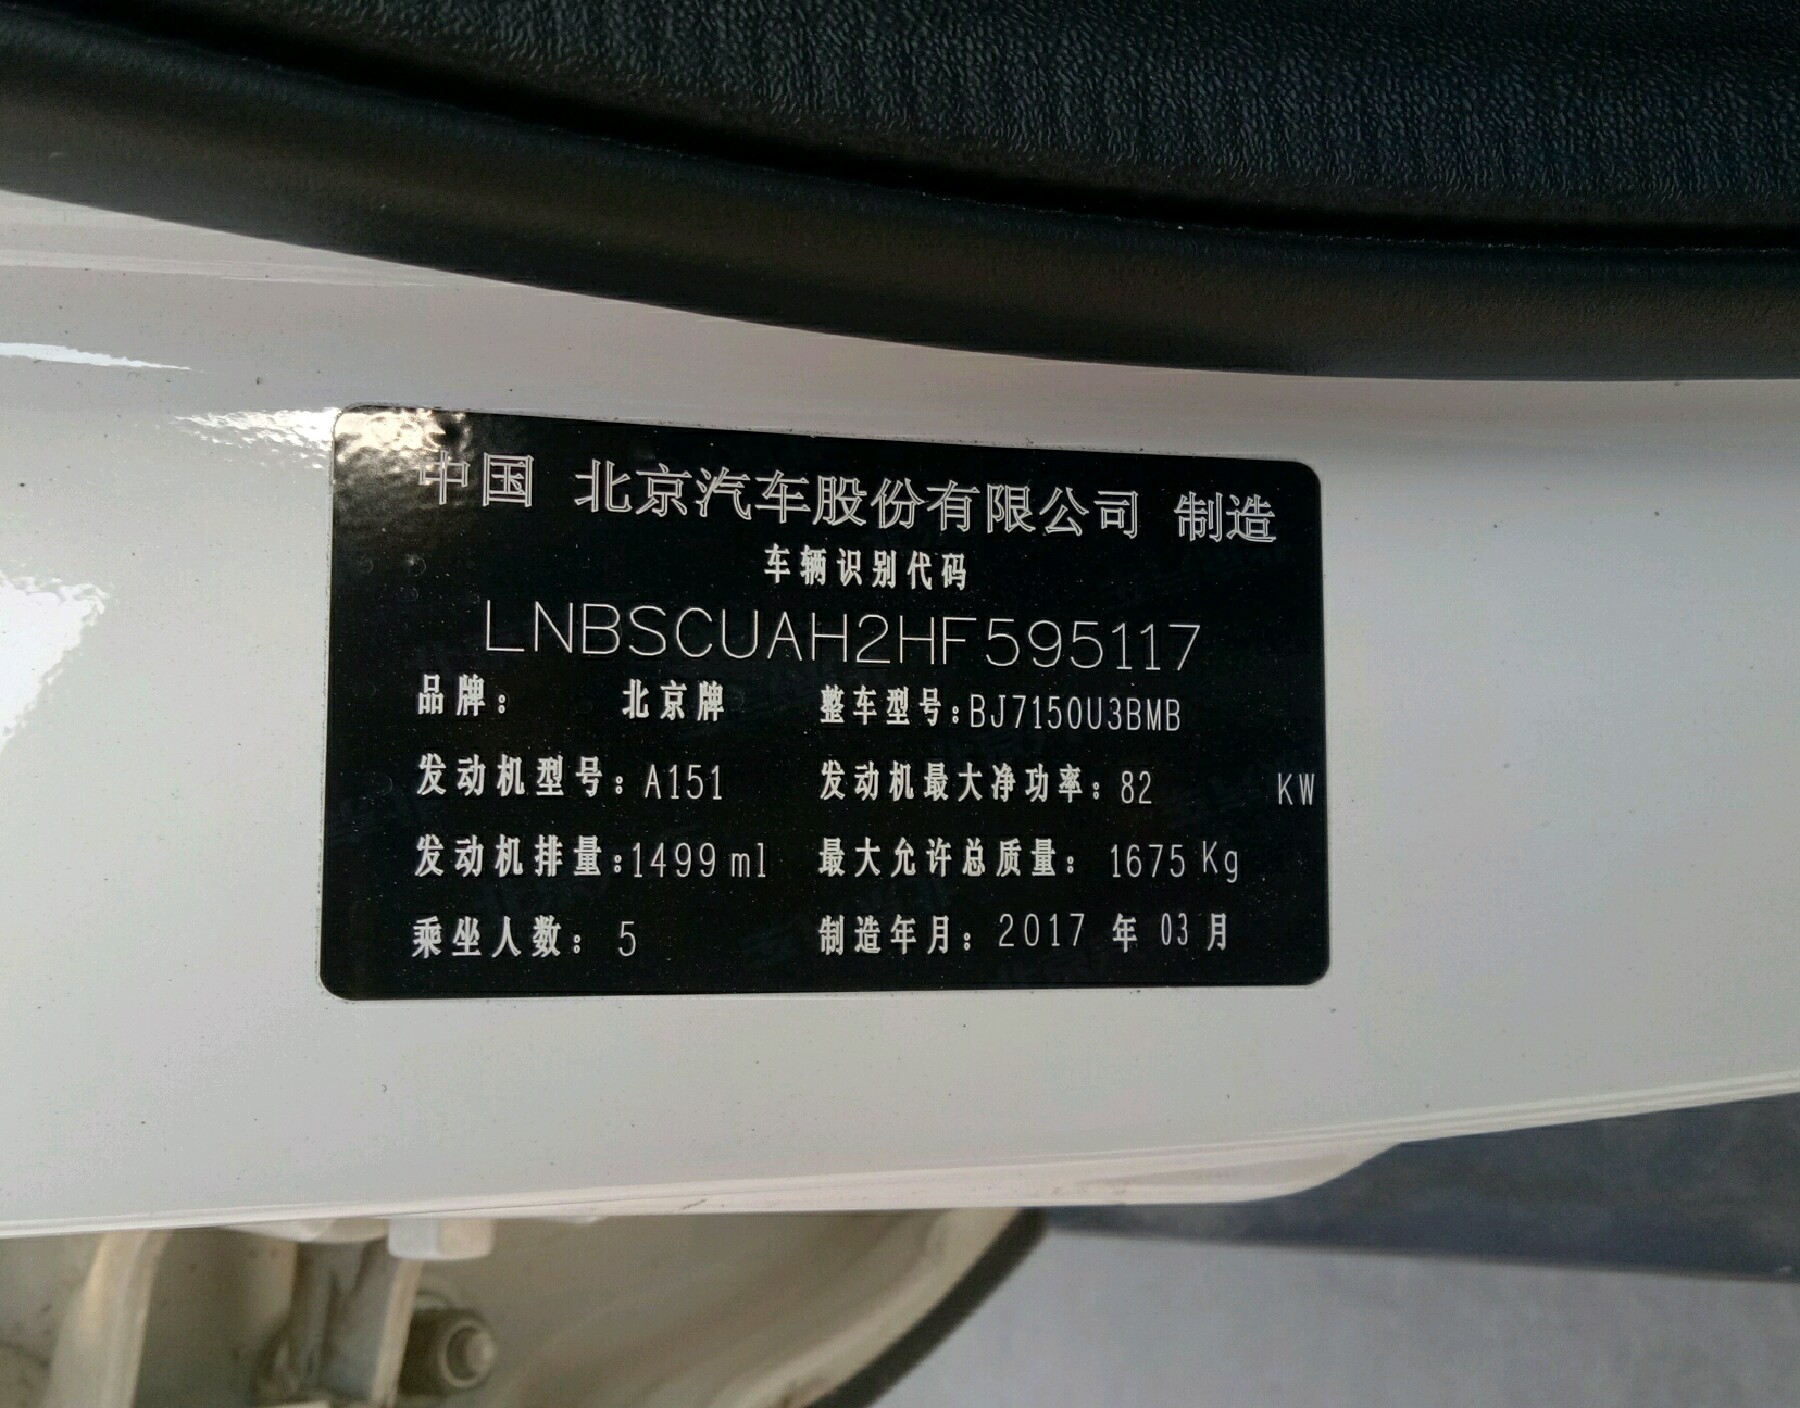 中国 北京汽车股份有限公司 制造
车辆识别代码
LNBSCUAH2HF595117
品牌: 北京牌 整车型号:BJ7150U3BMB
发动机型号: A151 发动机最大净功率: 82 KW
发动机排量:1499 ml 最大允许总质量: 1675 Kg
乘坐人数: 5 制造年月: 2017 年 03 月